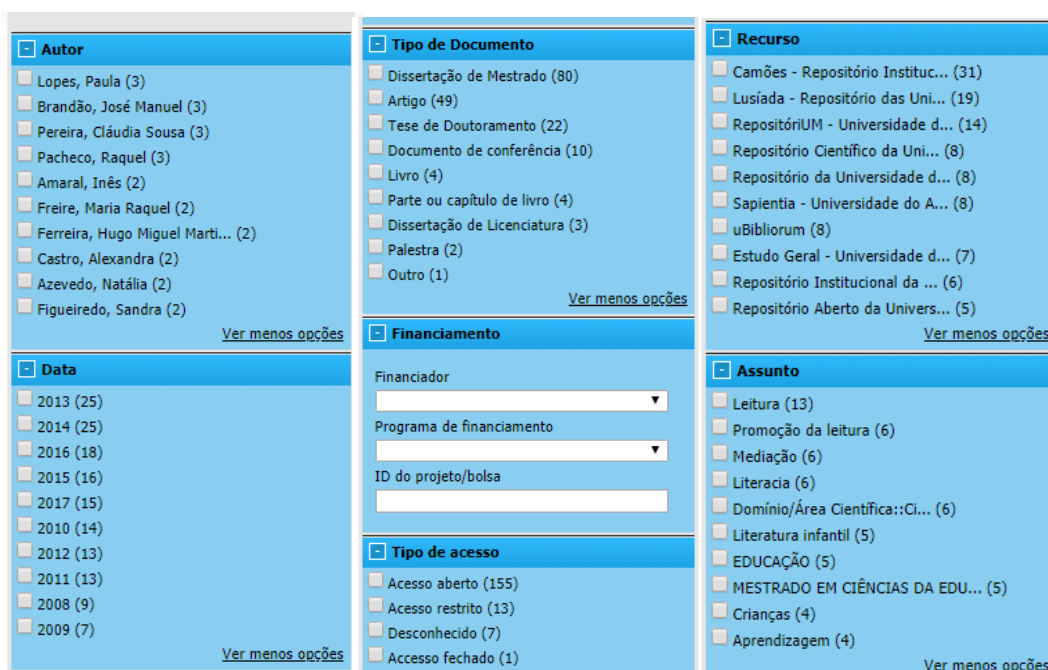 Autor
Lopes, Paula (3)
Brandão, José Manuel (3)
Pereira, Cláudia Sousa (3)
Pacheco, Raquel (3)
Amaral, Inês (2)
Freire, Maria Raquel (2)
Ferreira, Hugo Miguel Marti... (2)
Castro, Alexandra (2)
Azevedo, Natália (2)
Figueiredo, Sandra (2)
Ver menos opções
Data
2013 (25)
2014 (25)
2016 (18)
2015 (16)
2017 (15)
2010 (14)
2012 (13)
2011 (13)
2008 (9)
2009 (7)
Ver menos opções
Tipo de Documento
Dissertação de Mestrado (80)
Artigo (49)
Tese de Doutoramento (22)
Documento de conferência (10)
Livro (4)
Parte ou capítulo de livro (4)
Dissertação de Licenciatura (3)
Palestra (2)
Outro (1)
Ver menos opções
Financiamento
Financiador
Programa de financiamento
ID do projeto/bolsa
Tipo de acesso
Acesso aberto (155)
Acesso restrito (13)
Desconhecido (7)
Accesso fechado (1)
Recurso
Camões - Repositório Instituc... (31)
Lusíada - Repositório das Uni... (19)
RepositóriUM - Universidade d... (14)
Repositório Científico da Uni... (8)
Repositório da Universidade d... (8)
Sapientia - Universidade do A... (8)
uBibliorum (8)
Estudo Geral - Universidade d... (7)
Repositório Institucional da ... (6)
Repositório Aberto da Univers... (5)
Ver menos opções
Assunto
Leitura (13)
Promoção da leitura (6)
Mediação (6)
Literacia (6)
Domínio/Área Científica::Ci... (6)
Literatura infantil (5)
EDUCAÇÃO (5)
MESTRADO EM CIÊNCIAS DA EDU... (5)
Crianças (4)
Aprendizagem (4)
Ver menos opções